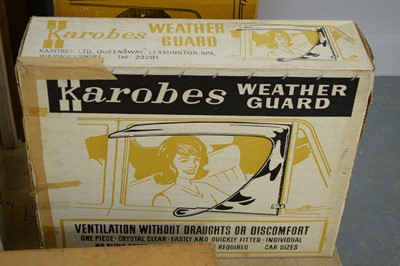 Karobes WEATHER
GUARD
KAROBES LTD, QUEENSWAY, LEAMINGTON SPA,
WARWICKSHIRE. Tel: 23281
Karobes WEATHER
GUARD
VENTILATION WITHOUT DRAUGHTS OR DISCOMFORT
ONE PIECE · CRYSTAL CLEAR · EASILY AND QUICKLY FITTED · INDIVIDUAL
REQUIRED CAR SIZES